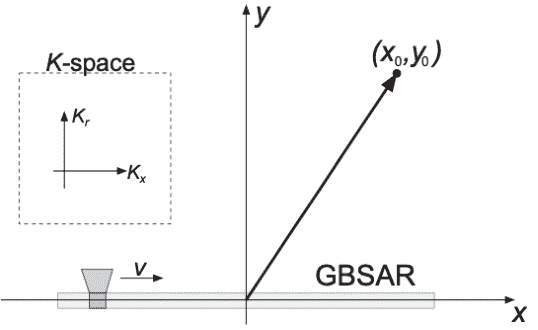 y
K-space
(x₀,y₀)
Kᵣ
Kₓ
v
GBSAR
x